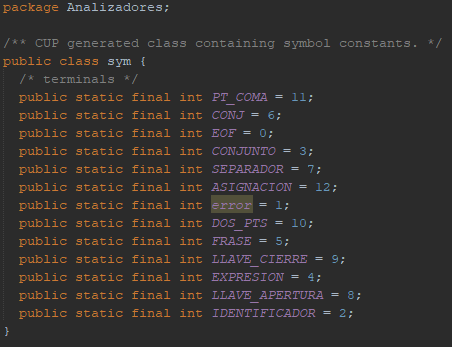 package Analizadores;
/** CUP generated class containing symbol constants. */
public class sym {
/* terminals */
public static final int PT_COMA = 11;
public static final int CONJ = 6;
public static final int EOF = 0;
public static final int CONJUNTO = 3;
public static final int SEPARADOR = 7;
public static final int ASIGNACION = 12;
public static final int error = 1;
public static final int DOS_PTS = 10;
public static final int FRASE = 5;
public static final int LLAVE_CIERRE = 9;
public static final int EXPRESION = 4;
public static final int LLAVE_APERTURA = 8;
public static final int IDENTIFICADOR = 2;
}